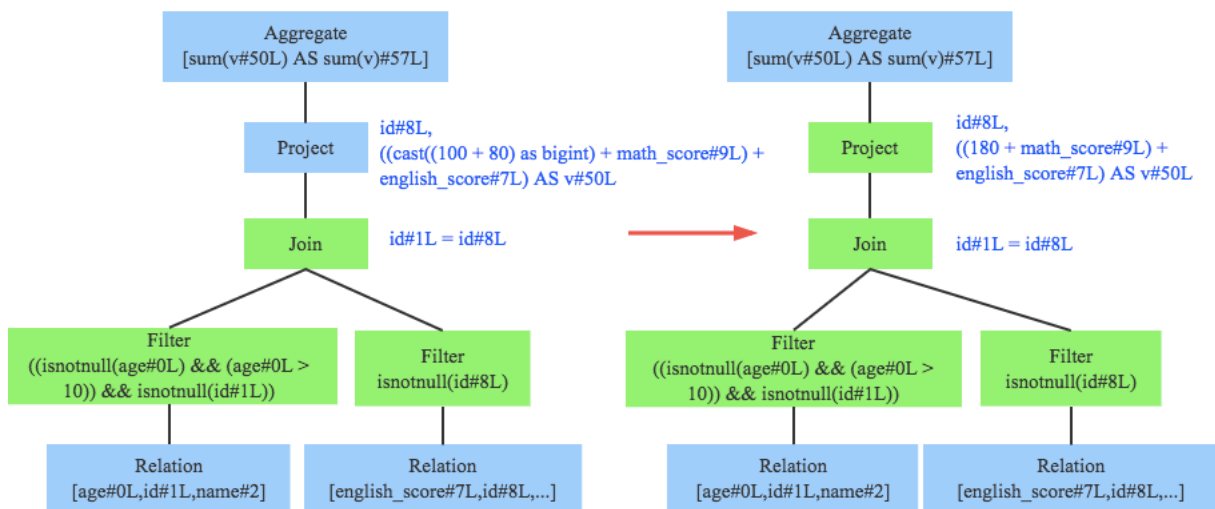 Aggregate
[sum(v#50L) AS sum(v)#57L]
Project
id#8L,
((cast((100 + 80) as bigint) + math_score#9L) +
english_score#7L) AS v#50L
Join
id#1L = id#8L
Filter
((isnotnull(age#0L) && (age#0L >
10)) && isnotnull(id#1L))
Filter
isnotnull(id#8L)
Relation
[age#0L,id#1L,name#2]
Relation
[english_score#7L,id#8L,...]
Aggregate
[sum(v#50L) AS sum(v)#57L]
Project
id#8L,
((180 + math_score#9L) +
english_score#7L) AS v#50L
Join
id#1L = id#8L
Filter
((isnotnull(age#0L) && (age#0L >
10)) && isnotnull(id#1L))
Filter
isnotnull(id#8L)
Relation
[age#0L,id#1L,name#2]
Relation
[english_score#7L,id#8L,...]